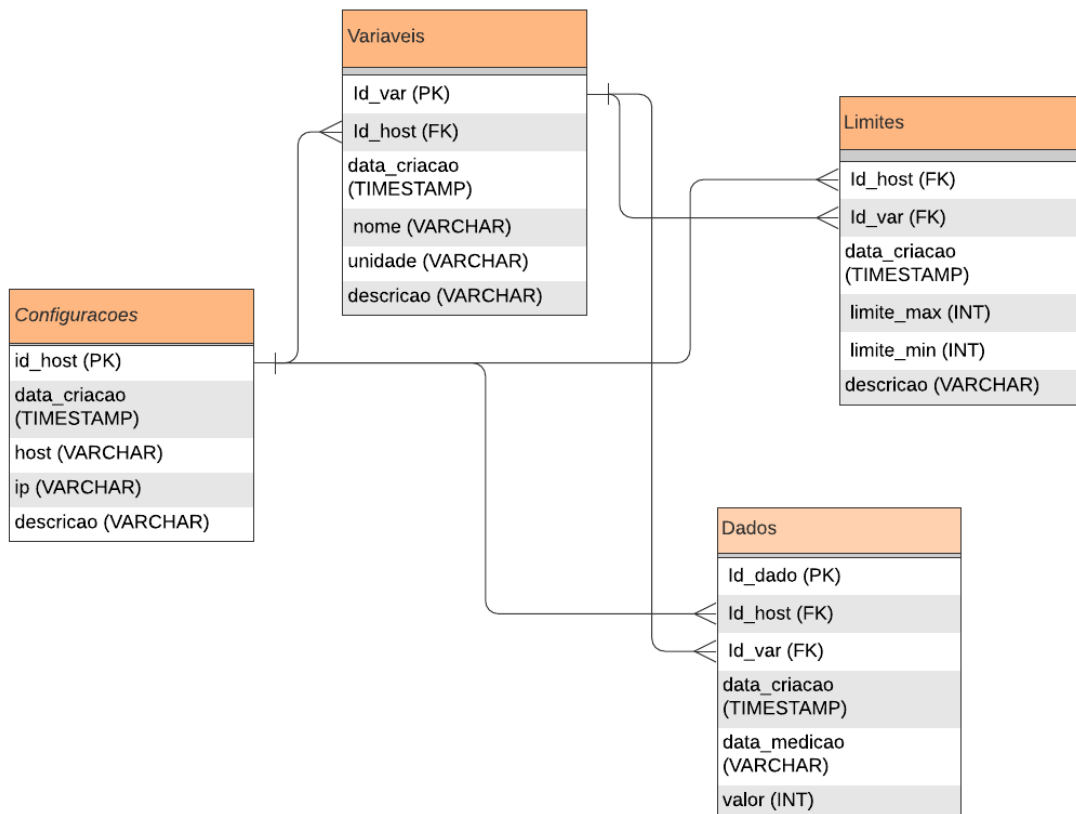 Variaveis
Id_var (PK)
Id_host (FK)
data_criacao
(TIMESTAMP)
nome (VARCHAR)
unidade (VARCHAR)
descricao (VARCHAR)
Limites
Id_host (FK)
Id_var (FK)
data_criacao
(TIMESTAMP)
limite_max (INT)
limite_min (INT)
descricao (VARCHAR)
Configuracoes
id_host (PK)
data_criacao
(TIMESTAMP)
host (VARCHAR)
ip (VARCHAR)
descricao (VARCHAR)
Dados
Id_dado (PK)
Id_host (FK)
Id_var (FK)
data_criacao
(TIMESTAMP)
data_medicao
(VARCHAR)
valor (INT)